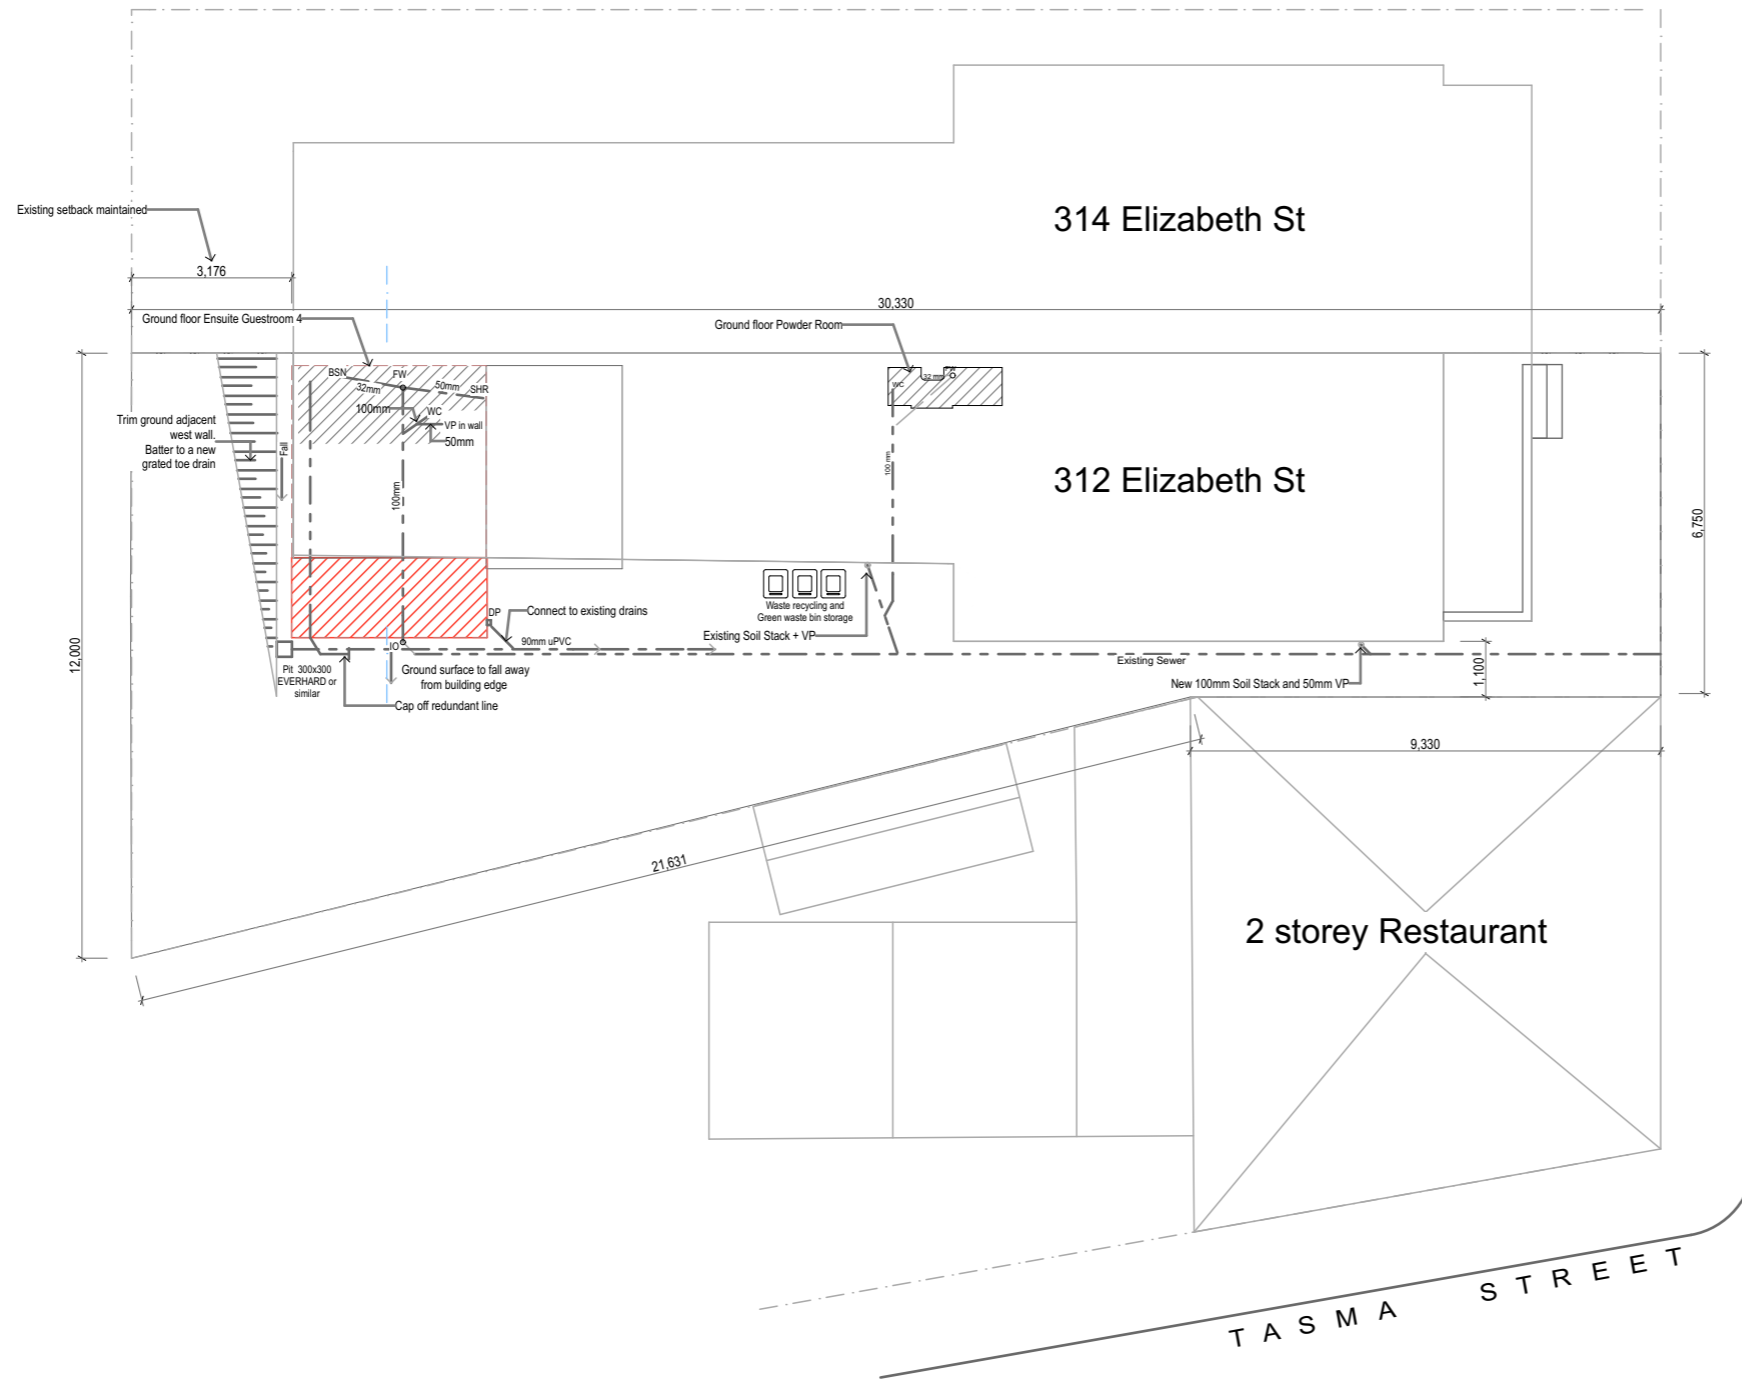 314 Elizabeth St
Existing setback maintained
3,176
30,330
Ground floor Ensuite Guestroom 4
Ground floor Powder Room
BSN
FW
32mm
50mm
SHR
100mm
WC
VP in wall
50mm
WC
32 mm
FW
Trim ground adjacent
west wall.
Batter to a new
grated toe drain
Fall
100mm
100 mm
312 Elizabeth St
6,750
12,000
Waste recycling and
Green waste bin storage
DP
Connect to existing drains
Existing Soil Stack + VP
90mm uPVC
IO
Pit 300x300
EVERHARD or
similar
Ground surface to fall away
from building edge
Cap off redundant line
Existing Sewer
New 100mm Soil Stack and 50mm VP
1,100
9,330
21,631
2 storey Restaurant
TASMA STREET